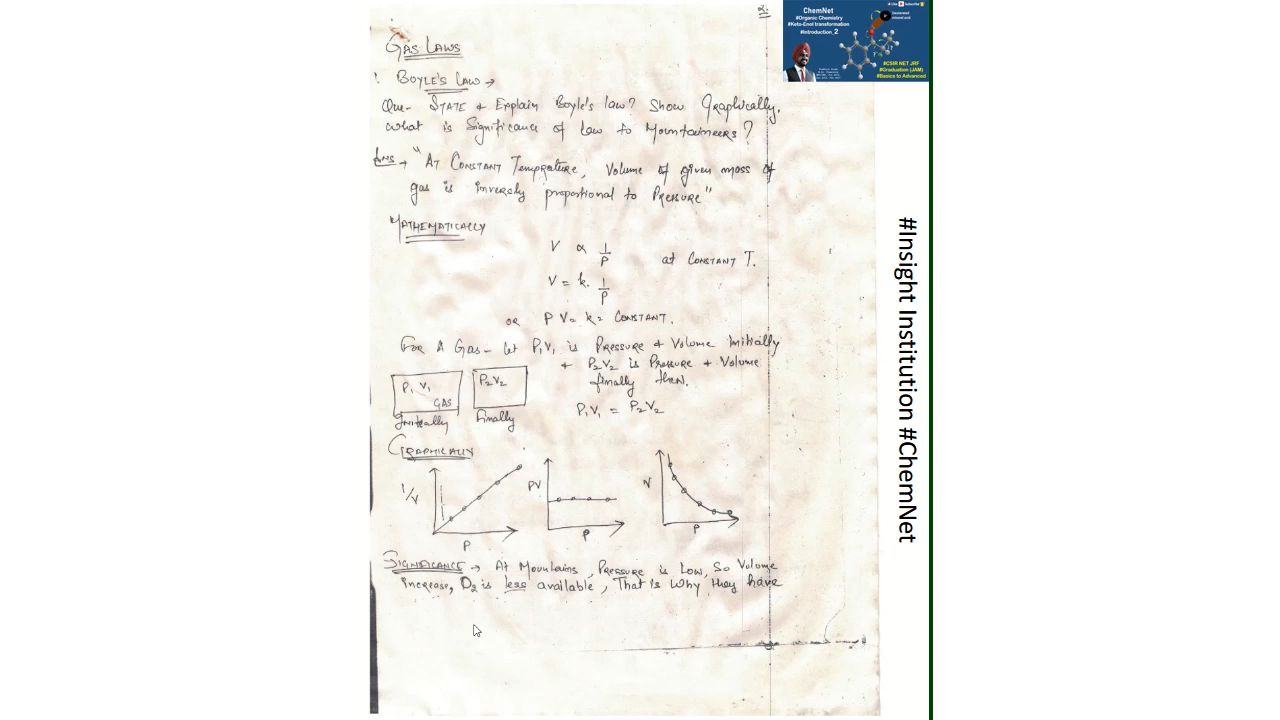 2.
GAS LAWS
1. BOYLE'S LAW →
Que- STATE & Explain Boyle's law? Show Graphically.
what is Significance of Law to Mountaineers?
Ans → "AT CONSTANT TEMPRATURE, Volume of given mass of
gas is inversely proportional to PRESSURE"
MATHEMATICALLY
V ∝ 1/P at CONSTANT T.
V = k. 1/P
OR PV = k = CONSTANT.
FOR A GAS - let P₁V₁ is PRESSURE & Volume Initially
& P₂V₂ is Pressure & Volume
finally then.
P₁ V₁
GAS
Initially
P₂V₂
Finally
P₁V₁ = P₂V₂
GRAPHICALLY
1/V
P
PV
P
V
P
SIGNIFICANCE → At Mountains, PRESSURE is Low, So Volume
increase, O₂ is less available, That is why they have
ChemNet
#Organic Chemistry
#Keto-Enol transformation
#Introduction_2
#CSIR NET JRF
#Graduation (JAM)
#Basics to Advanced
#Insight Institution #ChemNet